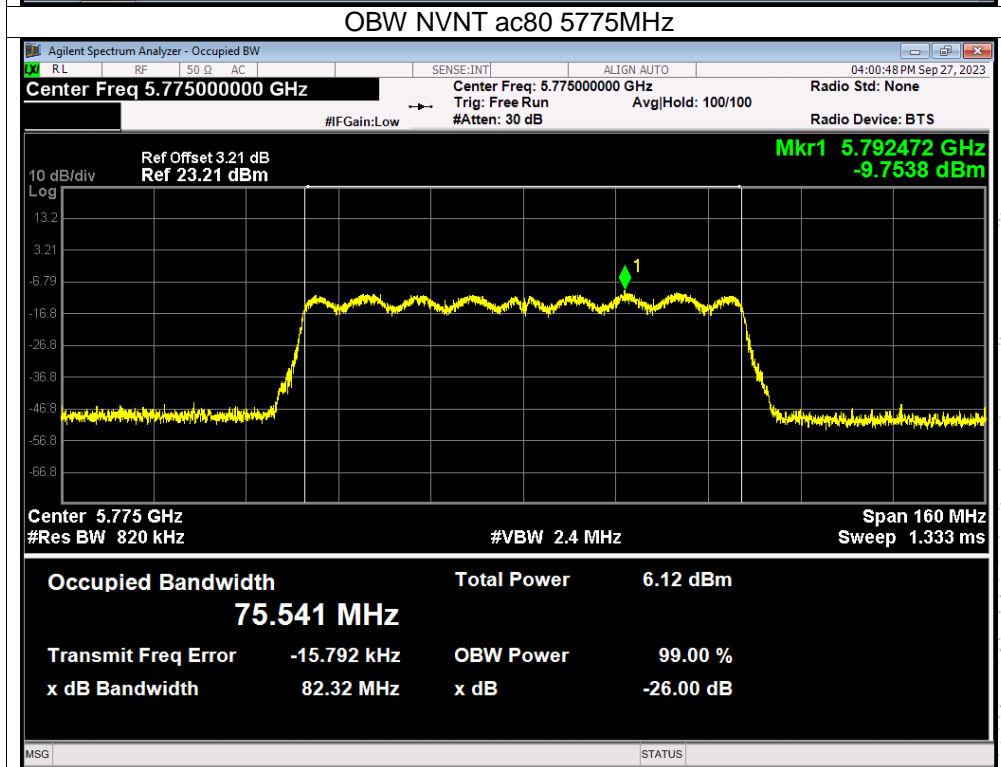 OBW NVNT ac80 5775MHz
Agilent Spectrum Analyzer - Occupied BW
LXI RL RF 50 Ω AC SENSE:INT ALIGN AUTO 04:00:48 PM Sep 27, 2023
Center Freq 5.775000000 GHz Center Freq: 5.775000000 GHz Radio Std: None
Trig: Free Run Avg|Hold: 100/100
#IFGain:Low #Atten: 30 dB Radio Device: BTS
Mkr1 5.792472 GHz
-9.7538 dBm
Ref Offset 3.21 dB
10 dB/div Ref 23.21 dBm
Log
13.2
3.21
1
-6.79
-16.8
-26.8
-36.8
-46.8
-56.8
-66.8
Center 5.775 GHz Span 160 MHz
#Res BW 820 kHz #VBW 2.4 MHz Sweep 1.333 ms
Occupied Bandwidth Total Power 6.12 dBm
75.541 MHz
Transmit Freq Error -15.792 kHz OBW Power 99.00 %
x dB Bandwidth 82.32 MHz x dB -26.00 dB
MSG STATUS